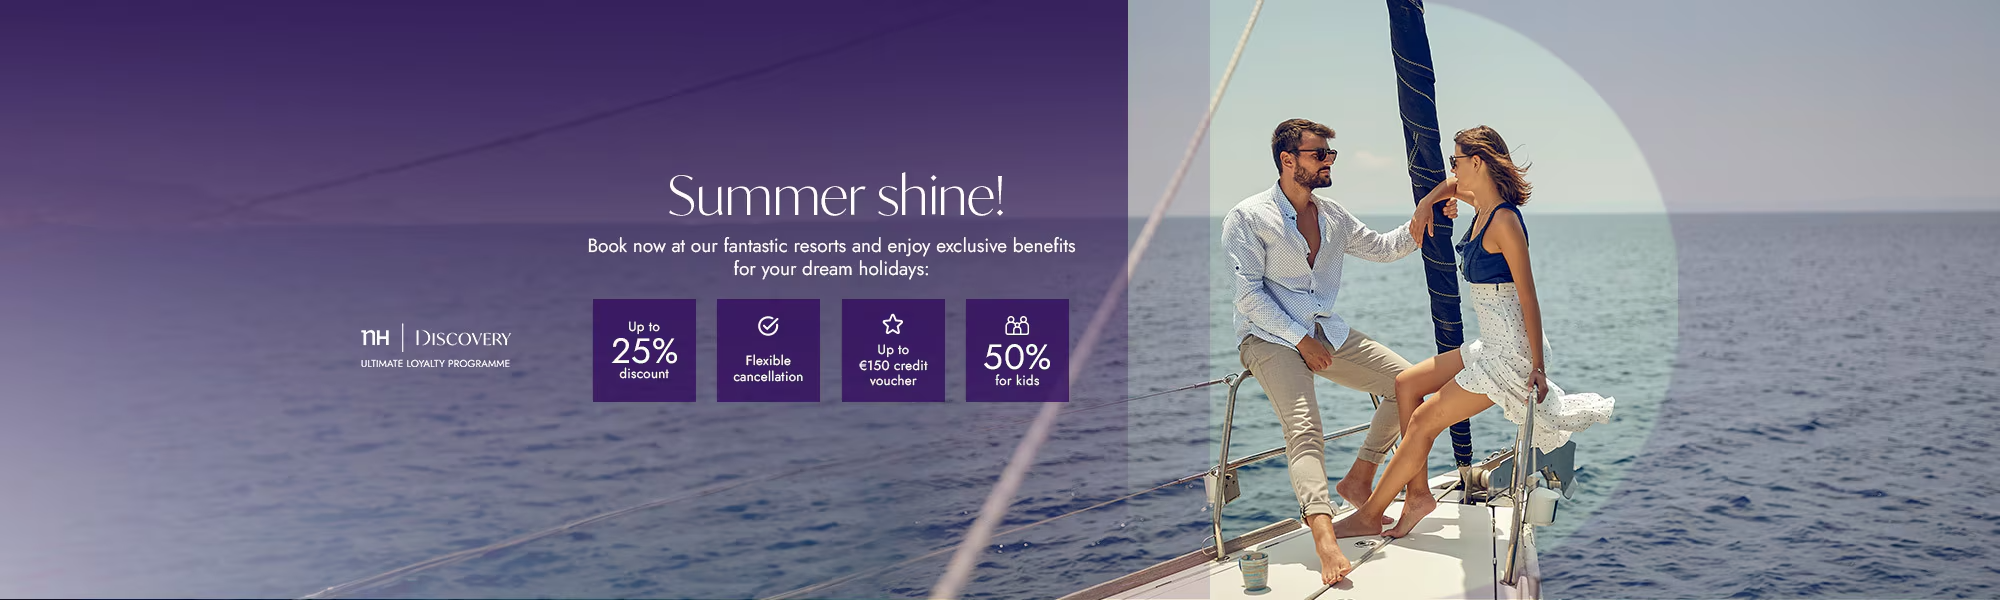 Summer shine!
Book now at our fantastic resorts and enjoy exclusive benefits
for your dream holidays:
nH | DISCOVERY
ULTIMATE LOYALTY PROGRAMME
Up to
25%
discount
Flexible
cancellation
Up to
€150 credit
voucher
50%
for kids